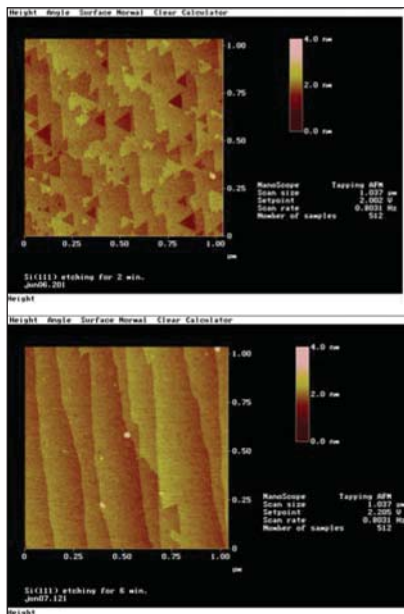 Height Angle Surface Normal Clear Calculator
4.0 nm
2.0 nm
0.0 nm
1.00
0.75
0.50
0.25
0
0 0.25 0.50 0.75 1.00
µm
NanoScope Tapping AFM
Scan size 1.037 µm
Setpoint 2.002 V
Scan rate 0.8031 Hz
Number of samples 512
Si(111) etching for 2 min.
jun06.201
Height
Height Angle Surface Normal Clear Calculator
4.0 nm
2.0 nm
0.0 nm
1.00
0.75
0.50
0.25
0
0 0.25 0.50 0.75 1.00
µm
NanoScope Tapping AFM
Scan size 1.037 µm
Setpoint 2.205 V
Scan rate 0.8031 Hz
Number of samples 512
Si(111) etching for 6 min.
jun07.121
Height